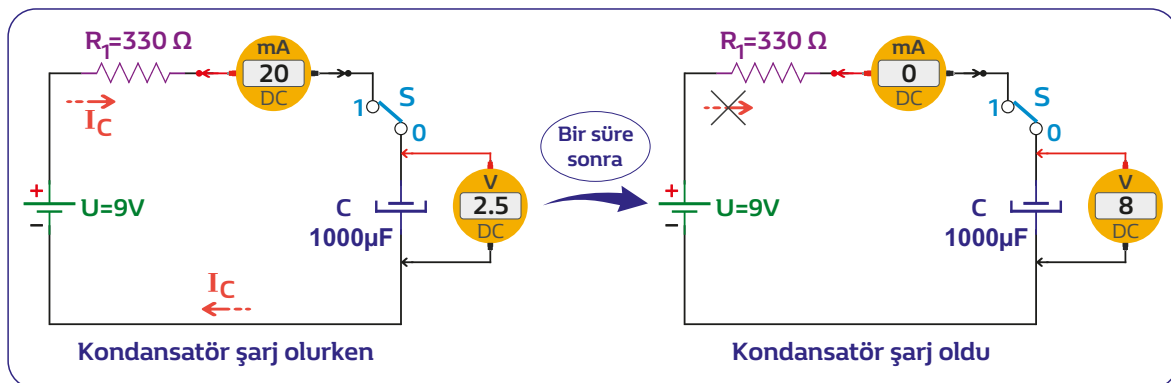 R1=330 Ω
mA
20
DC
IC
1
S
0
+
-
U=9V
C
1000µF
V
2.5
DC
IC
Kondansatör şarj olurken
Bir süre
sonra
R1=330 Ω
mA
0
DC
1
S
0
+
-
U=9V
C
1000µF
V
8
DC
Kondansatör şarj oldu